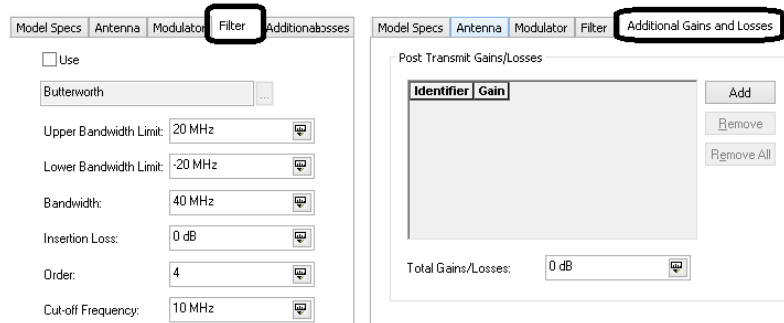 Model Specs Antenna Modulator Filter Additional osses
Use
Butterworth
...
Upper Bandwidth Limit: 20 MHz
Lower Bandwidth Limit: -20 MHz
Bandwidth: 40 MHz
Insertion Loss: 0 dB
Order: 4
Cut-off Frequency: 10 MHz
Model Specs Antenna Modulator Filter Additional Gains and Losses
Post Transmit Gains/Losses
Identifier Gain
Add
Remove
Remove All
Total Gains/Losses: 0 dB